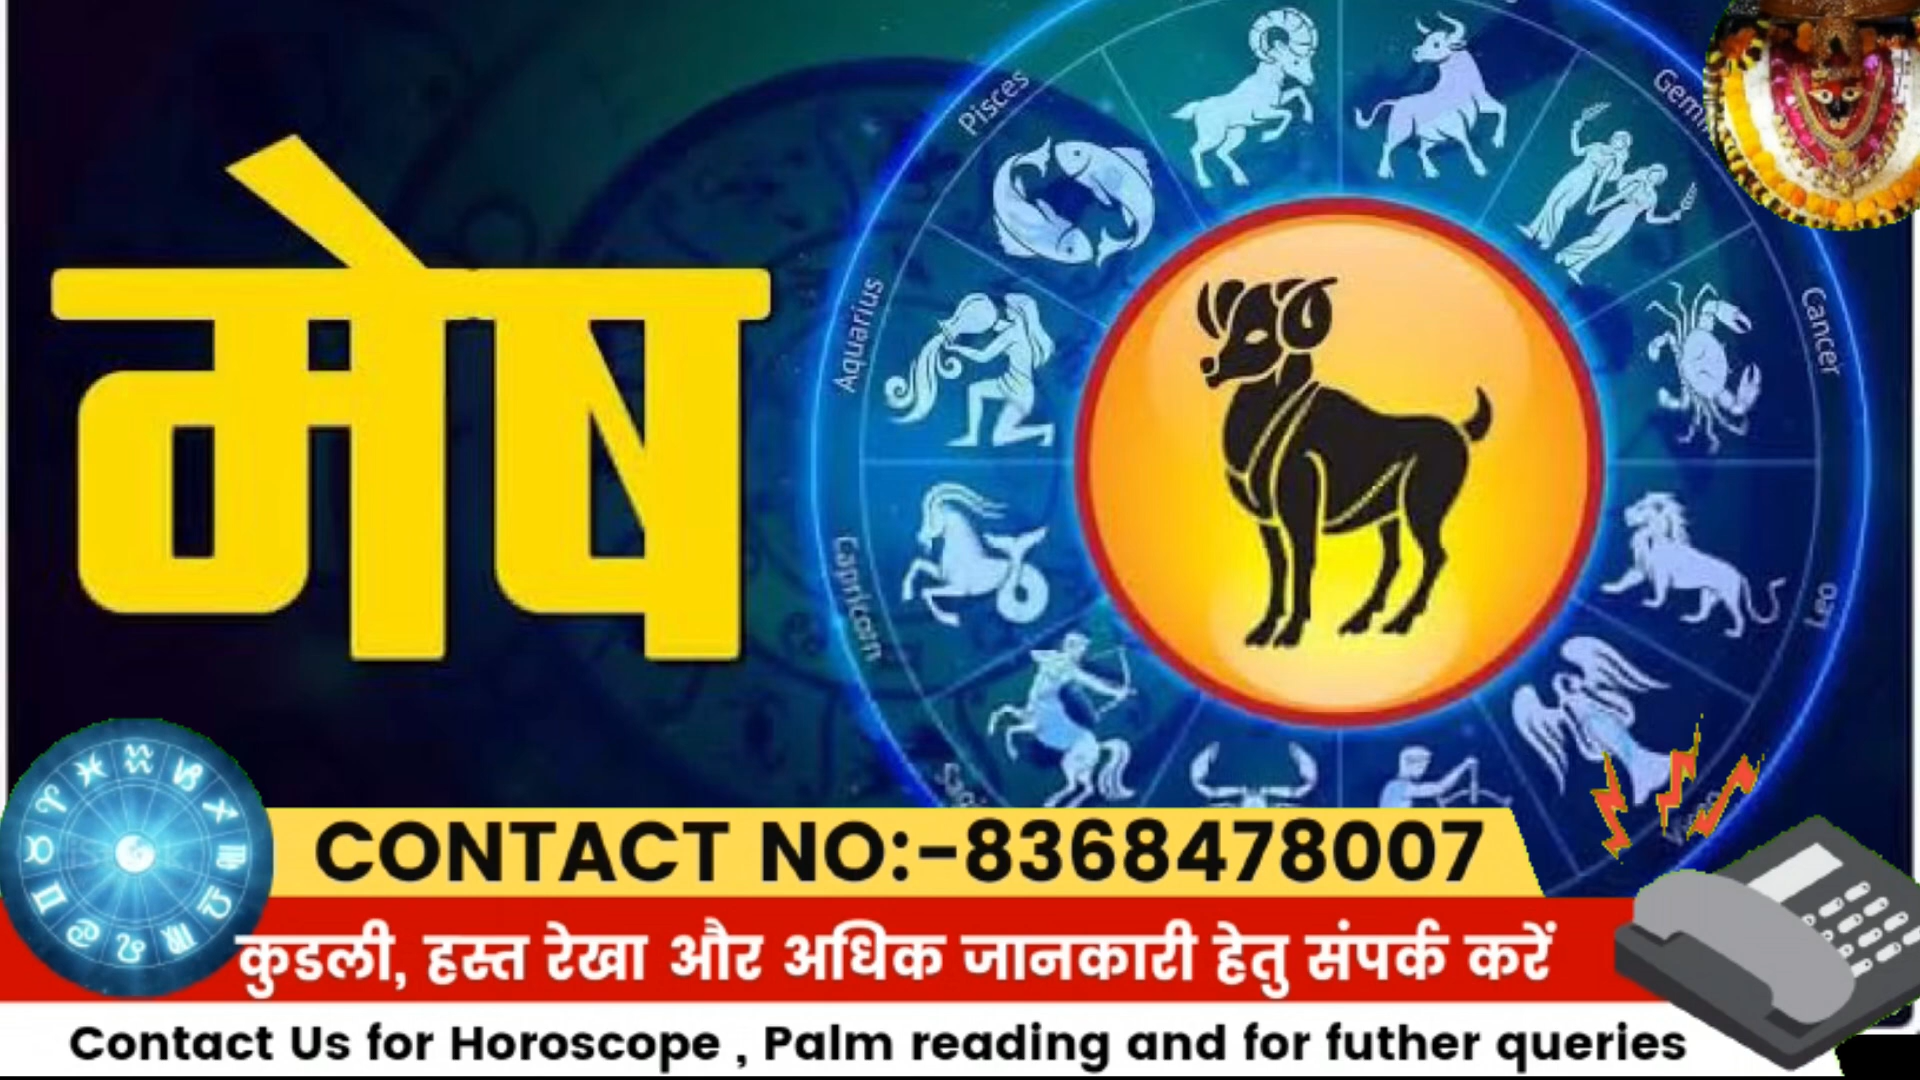 मेष
Pisces
Aquarius
Capricorn
Cancer
Leo
CONTACT NO:-8368478007
कुडली, हस्त रेखा और अधिक जानकारी हेतु संपर्क करें
Contact Us for Horoscope , Palm reading and for futher queries